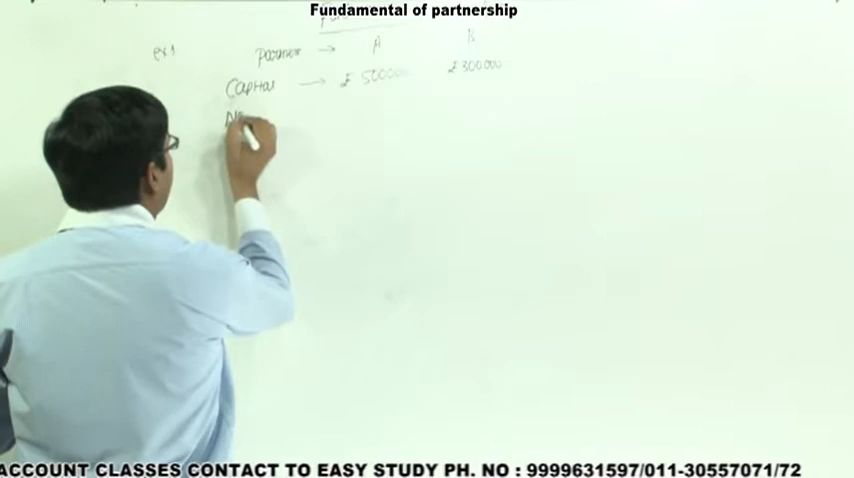 Fundamental of partnership
ex 1 Partner → A B
Capital → ₹ 500000 ₹ 300000
ACCOUNT CLASSES CONTACT TO EASY STUDY PH. NO : 9999631597/011-30557071/72